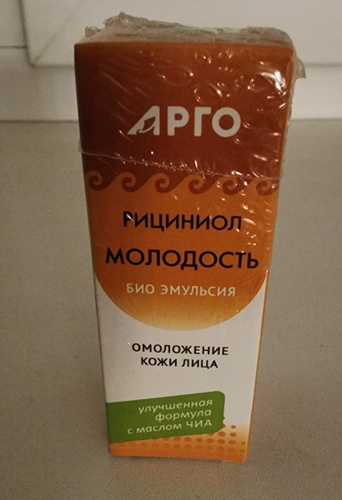 АРГО
РИЦИНИОЛ
МОЛОДОСТЬ
БИО ЭМУЛЬСИЯ
ОМОЛОЖЕНИЕ
КОЖИ ЛИЦА
улучшенная
формула
с маслом ЧИА